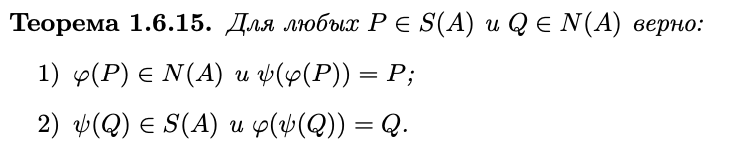 Теорема 1.6.15. Для любых P ∈ S(A) и Q ∈ N(A) верно:
1) φ(P) ∈ N(A) и ψ(φ(P)) = P;
2) ψ(Q) ∈ S(A) и φ(ψ(Q)) = Q.